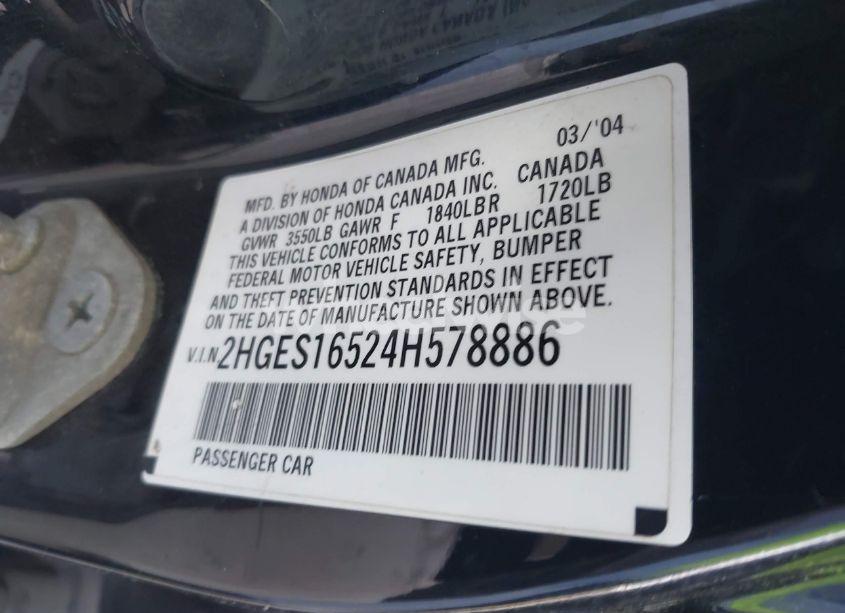 03/'04
MFD. BY HONDA OF CANADA MFG.
A DIVISION OF HONDA CANADA INC. CANADA
GVWR 3550LB GAWR F 1840LBR 1720LB
THIS VEHICLE CONFORMS TO ALL APPLICABLE
FEDERAL MOTOR VEHICLE SAFETY, BUMPER
AND THEFT PREVENTION STANDARDS IN EFFECT
ON THE DATE OF MANUFACTURE SHOWN ABOVE.
V.I.N. 2HGES16524H578886
PASSENGER CAR